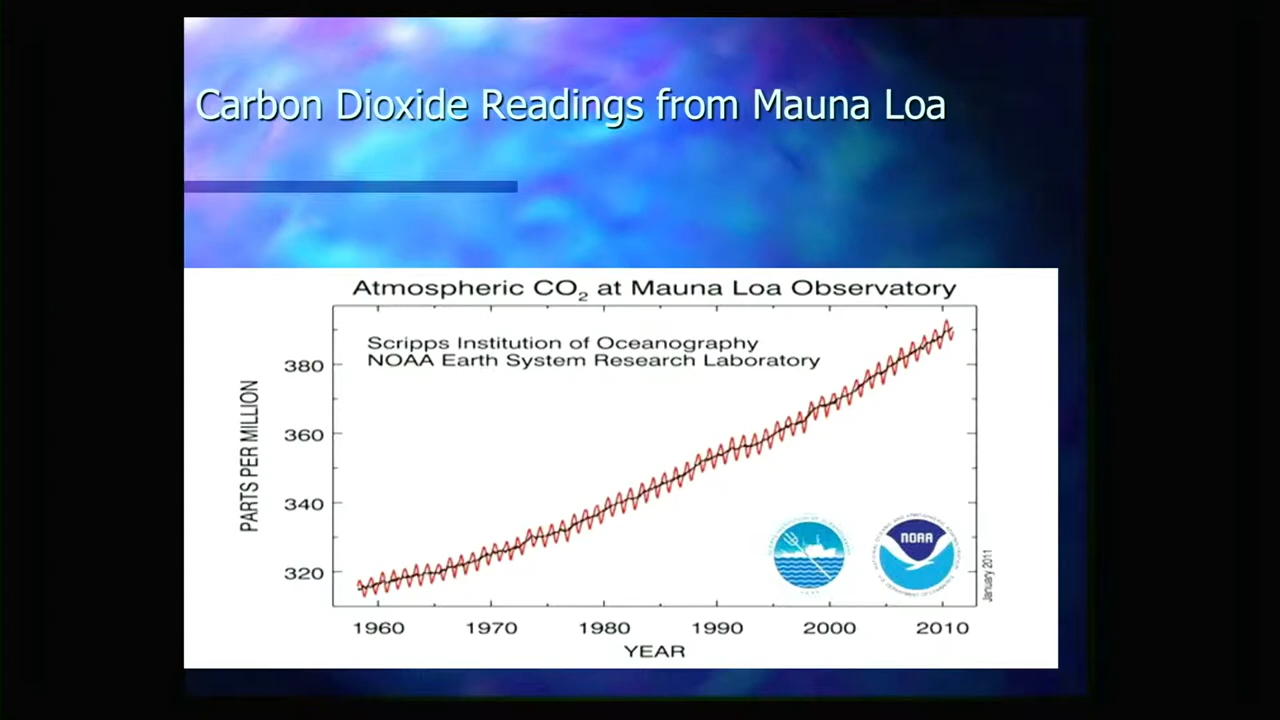 Carbon Dioxide Readings from Mauna Loa
Atmospheric CO₂ at Mauna Loa Observatory
Scripps Institution of Oceanography
NOAA Earth System Research Laboratory
PARTS PER MILLION
380
360
340
320
NOAA
January 2011
1960 1970 1980 1990 2000 2010
YEAR